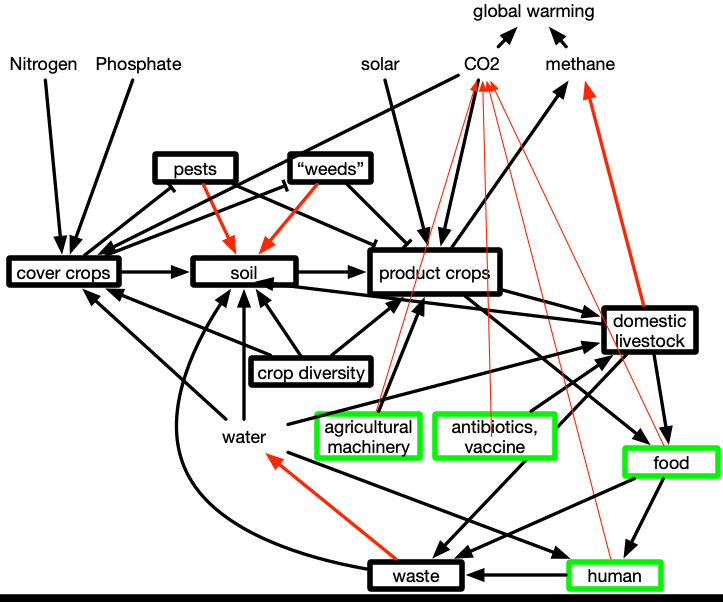 global warming
Nitrogen
Phosphate
solar
CO2
methane
pests
“weeds”
cover crops
soil
product crops
domestic
livestock
crop diversity
water
agricultural
machinery
antibiotics,
vaccine
food
waste
human